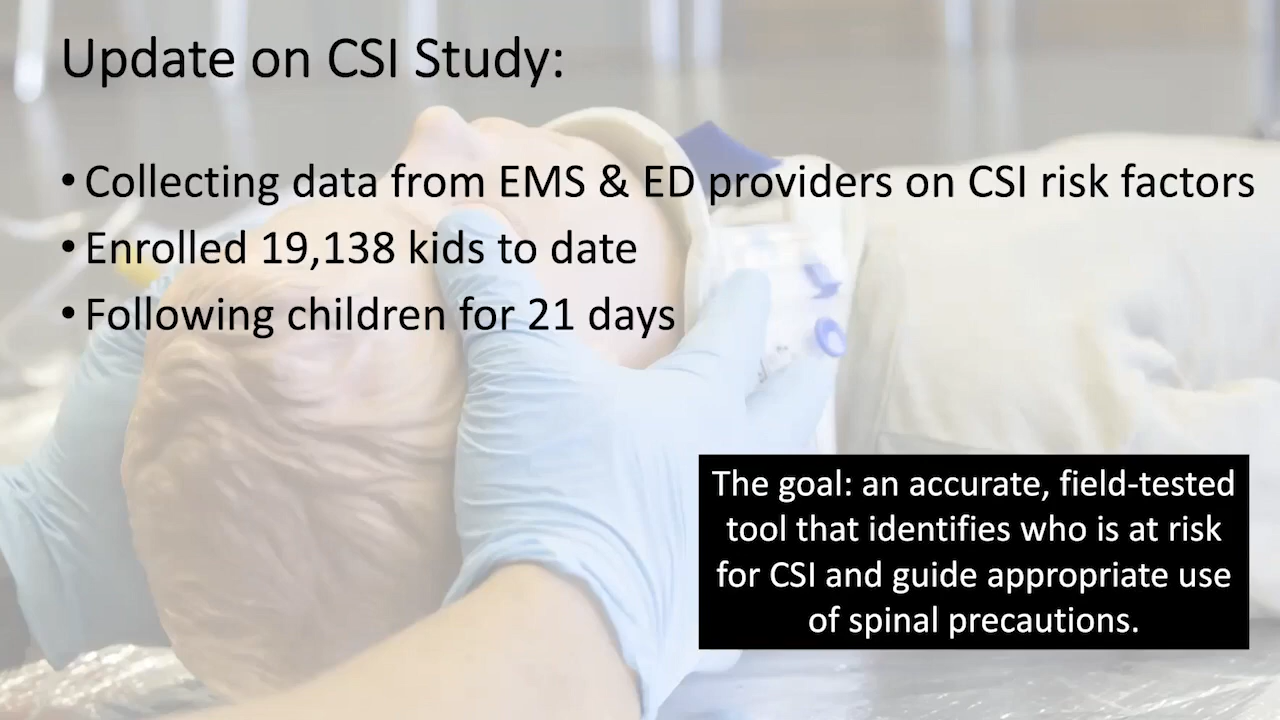 Update on CSI Study:
• Collecting data from EMS & ED providers on CSI risk factors
• Enrolled 19,138 kids to date
• Following children for 21 days
The goal: an accurate, field-tested
tool that identifies who is at risk
for CSI and guide appropriate use
of spinal precautions.